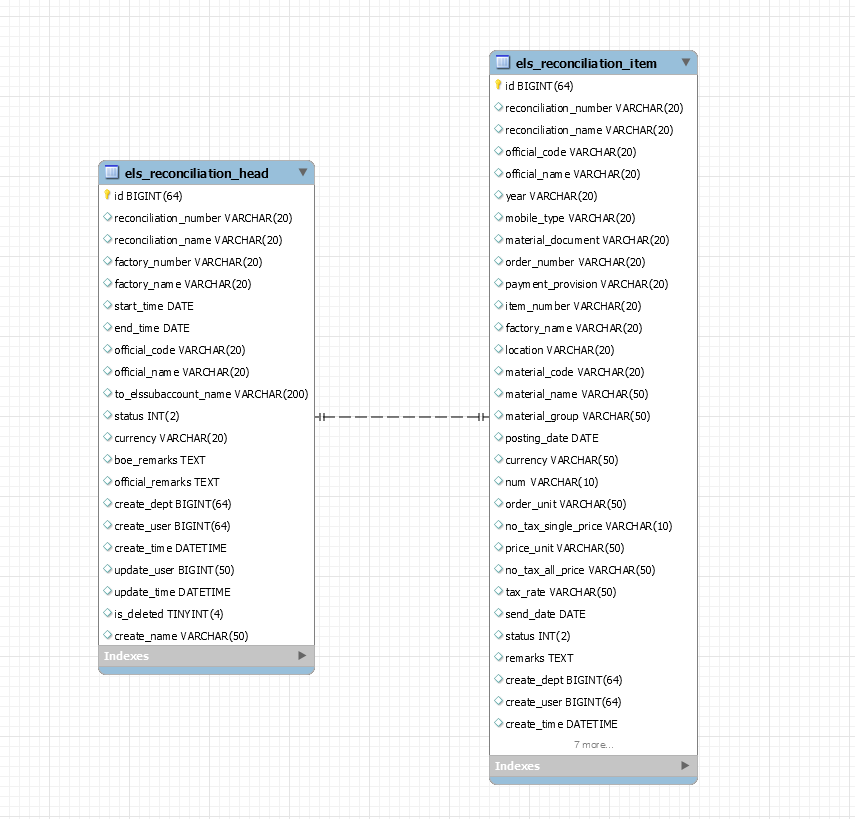 els_reconciliation_head
id BIGINT(64)
reconciliation_number VARCHAR(20)
reconciliation_name VARCHAR(20)
factory_number VARCHAR(20)
factory_name VARCHAR(20)
start_time DATE
end_time DATE
official_code VARCHAR(20)
official_name VARCHAR(20)
to_elssubaccount_name VARCHAR(200)
status INT(2)
currency VARCHAR(20)
boe_remarks TEXT
official_remarks TEXT
create_dept BIGINT(64)
create_user BIGINT(64)
create_time DATETIME
update_user BIGINT(50)
update_time DATETIME
is_deleted TINYINT(4)
create_name VARCHAR(50)
Indexes
els_reconciliation_item
id BIGINT(64)
reconciliation_number VARCHAR(20)
reconciliation_name VARCHAR(20)
official_code VARCHAR(20)
official_name VARCHAR(20)
year VARCHAR(20)
mobile_type VARCHAR(20)
material_document VARCHAR(20)
order_number VARCHAR(20)
payment_provision VARCHAR(20)
item_number VARCHAR(20)
factory_name VARCHAR(20)
location VARCHAR(20)
material_code VARCHAR(20)
material_name VARCHAR(50)
material_group VARCHAR(50)
posting_date DATE
currency VARCHAR(50)
num VARCHAR(10)
order_unit VARCHAR(50)
no_tax_single_price VARCHAR(10)
price_unit VARCHAR(50)
no_tax_all_price VARCHAR(50)
tax_rate VARCHAR(50)
send_date DATE
status INT(2)
remarks TEXT
create_dept BIGINT(64)
create_user BIGINT(64)
create_time DATETIME
7 more...
Indexes